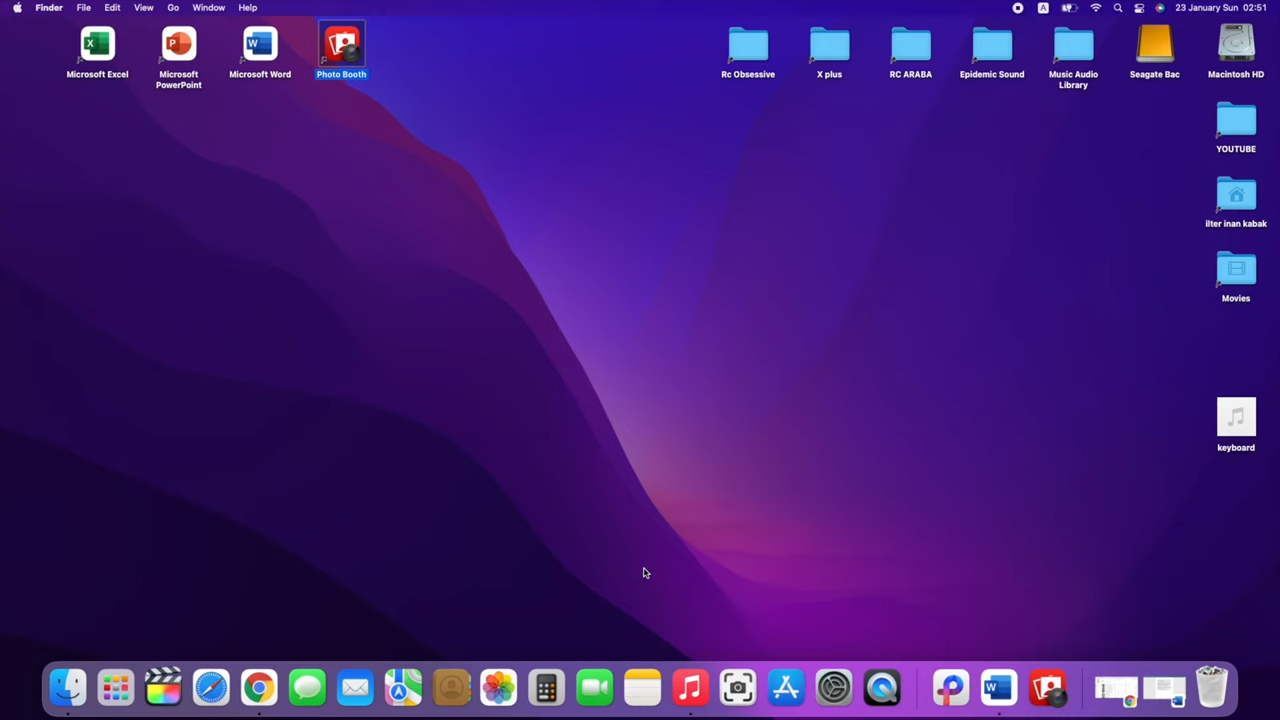 Finder File Edit View Go Window Help
A
23 January Sun 02:51
Microsoft Excel
Microsoft
PowerPoint
Microsoft Word
Photo Booth
Rc Obsessive
X plus
RC ARABA
Epidemic Sound
Music Audio
Library
Seagate Bac
Macintosh HD
YOUTUBE
ilter inan kabak
Movies
keyboard